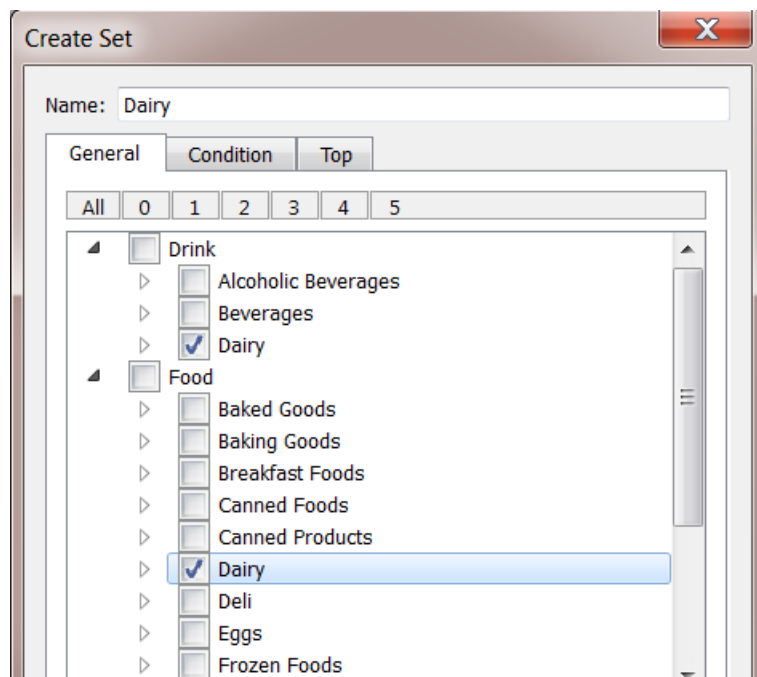 Create Set
Name: Dairy
General Condition Top
All 0 1 2 3 4 5
Drink
Alcoholic Beverages
Beverages
Dairy
Food
Baked Goods
Baking Goods
Breakfast Foods
Canned Foods
Canned Products
Dairy
Deli
Eggs
Frozen Foods